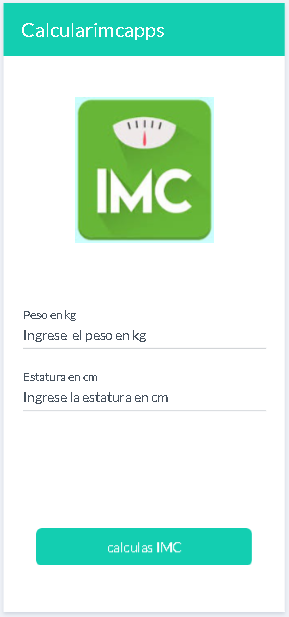 Calcularimcapps
IMC
Peso en kg
Ingrese el peso en kg
Estatura en cm
Ingrese la estatura en cm
calculas IMC